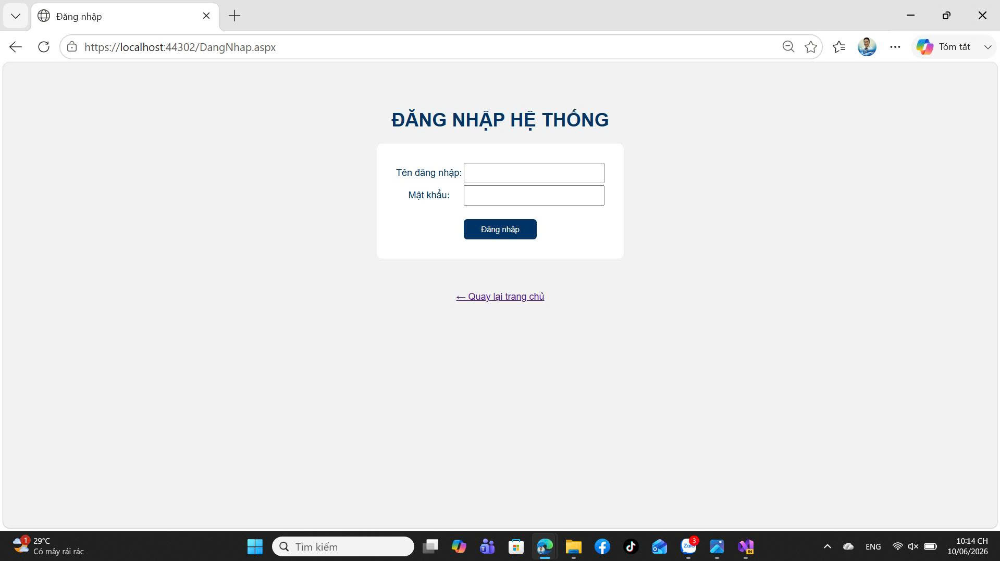 Đăng nhập
https://localhost:44302/DangNhap.aspx
Tóm tắt
ĐĂNG NHẬP HỆ THỐNG
Tên đăng nhập:
Mật khẩu:
Đăng nhập
← Quay lại trang chủ
1
29°C
Có mây rải rác
Tìm kiếm
T
O
Zalo
3
IN
ENG
10:14 CH
10/06/2026